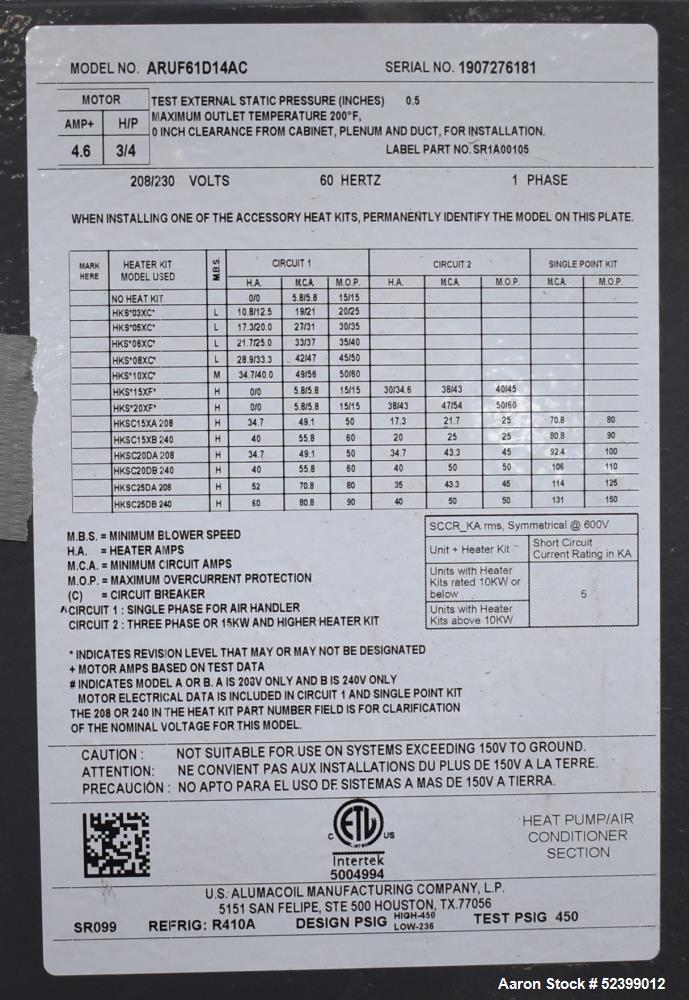 MODEL NO. ARUF61D14AC SERIAL NO. 1907276181
MOTOR
AMP+ H/P
4.6 3/4
TEST EXTERNAL STATIC PRESSURE (INCHES) 0.5
MAXIMUM OUTLET TEMPERATURE 200°F,
0 INCH CLEARANCE FROM CABINET, PLENUM AND DUCT, FOR INSTALLATION.
LABEL PART NO. SR1A00105
208/230 VOLTS 60 HERTZ 1 PHASE
WHEN INSTALLING ONE OF THE ACCESSORY HEAT KITS, PERMANENTLY IDENTIFY THE MODEL ON THIS PLATE.
MARK HERE HEATER KIT MODEL USED M.B.S. CIRCUIT 1 CIRCUIT 2 SINGLE POINT KIT
H.A. M.C.A. M.O.P. H.A. M.C.A. M.O.P. M.C.A. M.O.P.
NO HEAT KIT 0/0 5.8/5.8 15/15
HKS*03XC* L 10.8/12.5 19/21 20/25
HKS*05XC* L 17.3/20.0 27/31 30/35
HKS*06XC* L 21.7/25.0 33/37 35/40
HKS*08XC* L 28.9/33.3 42/47 45/50
HKS*10XC* M 34.7/40.0 49/56 50/60
HKS*15XF* H 0/0 5.8/5.8 15/15 30/34.6 38/43 40/45
HKS*20XF* H 0/0 5.8/5.8 15/15 38/43 47/54 50/60
HKSC15XA 208 H 34.7 49.1 50 17.3 21.7 25 70.8 80
HKSC15XB 240 H 40 55.8 60 20 25 25 80.8 90
HKSC20DA 208 H 34.7 49.1 50 34.7 43.3 45 92.4 100
HKSC20DB 240 H 40 55.8 60 40 50 50 106 110
HKSC25DA 208 H 52 70.8 80 35 43.3 45 114 125
HKSC25DB 240 H 60 80.8 90 40 50 50 131 150
M.B.S. = MINIMUM BLOWER SPEED
H.A. = HEATER AMPS
M.C.A. = MINIMUM CIRCUIT AMPS
M.O.P. = MAXIMUM OVERCURRENT PROTECTION
(C) = CIRCUIT BREAKER
^CIRCUIT 1 : SINGLE PHASE FOR AIR HANDLER
CIRCUIT 2 : THREE PHASE OR 15KW AND HIGHER HEATER KIT
SCCR_KA rms, Symmetrical @ 600V
Unit + Heater Kit Short Circuit
Current Rating in KA
Units with Heater
Kits rated 10KW or
below
5
Units with Heater
Kits above 10KW
* INDICATES REVISION LEVEL THAT MAY OR MAY NOT BE DESIGNATED
+ MOTOR AMPS BASED ON TEST DATA
# INDICATES MODEL A OR B. A IS 200V ONLY AND B IS 240V ONLY
MOTOR ELECTRICAL DATA IS INCLUDED IN CIRCUIT 1 AND SINGLE POINT KIT
THE 208 OR 240 IN THE HEAT KIT PART NUMBER FIELD IS FOR CLARIFICATION
OF THE NOMINAL VOLTAGE FOR THIS MODEL.
CAUTION : NOT SUITABLE FOR USE ON SYSTEMS EXCEEDING 150V TO GROUND.
ATTENTION: NE CONVIENT PAS AUX INSTALLATIONS DU PLUS DE 150V A LA TERRE.
PRECAUCIÓN : NO APTO PARA EL USO DE SISTEMAS A MAS DE 150V A TIERRA.
C ETL US
LISTED
Intertek
5004994
HEAT PUMP/AIR
CONDITIONER
SECTION
U.S. ALUMACOIL MANUFACTURING COMPANY, L.P.
5151 SAN FELIPE, STE 500 HOUSTON, TX.77056
SR099 REFRIG: R410A DESIGN PSIG HIGH-450 LOW-236 TEST PSIG 450
Aaron Stock # 52399012